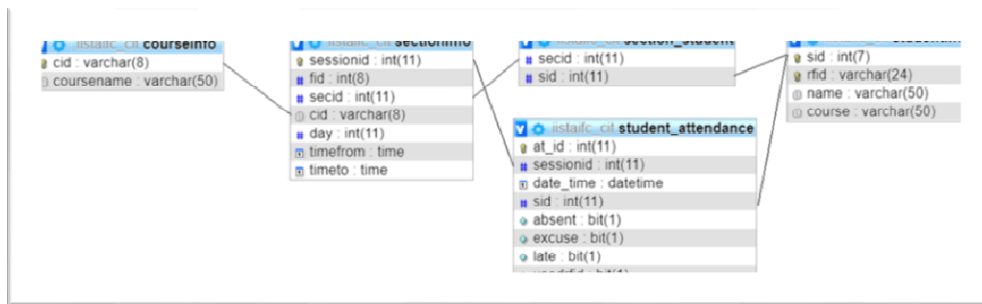 courseinfo
cid : varchar(8)
coursename : varchar(50)
sectioninfo
sessionid : int(11)
fid : int(8)
secid : int(11)
cid : varchar(8)
day : int(11)
timefrom : time
timeto : time
section_student
secid : int(11)
sid : int(11)
student_attendance
at_id : int(11)
sessionid : int(11)
date_time : datetime
sid : int(11)
absent : bit(1)
excuse : bit(1)
late : bit(1)
sid : int(7)
rfid : varchar(24)
name : varchar(50)
course : varchar(50)